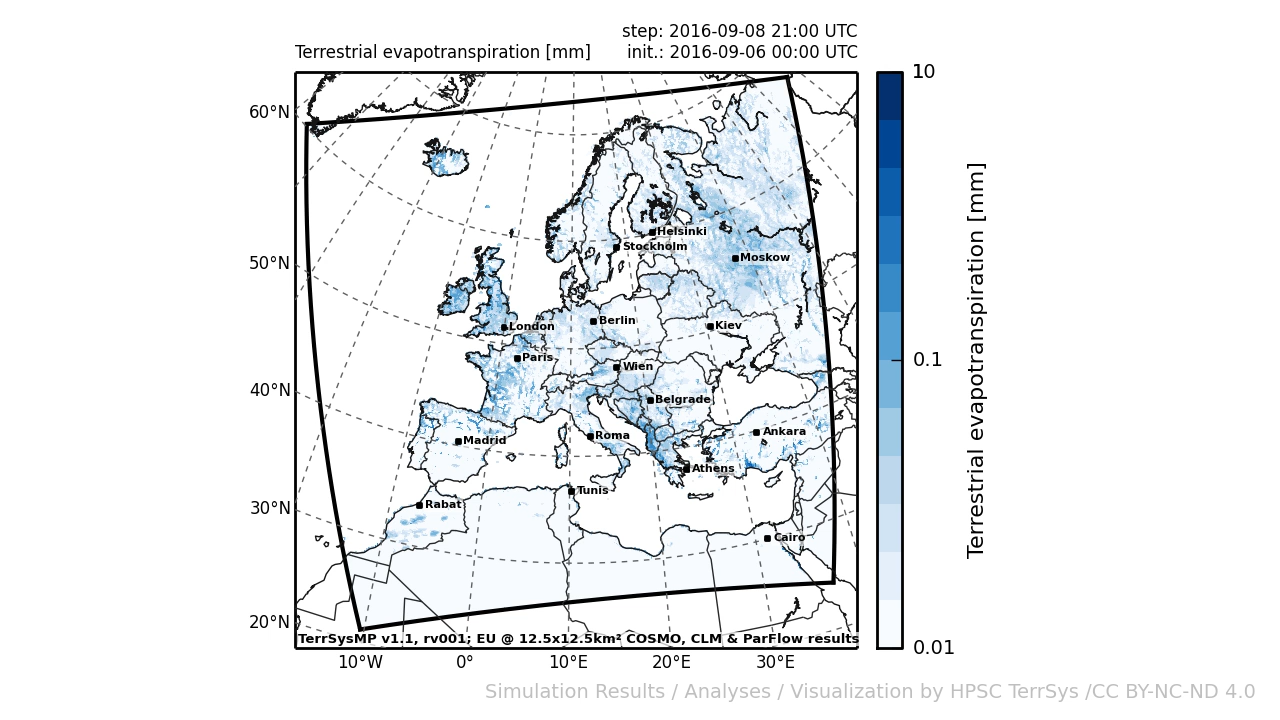 step: 2016-09-08 21:00 UTC
Terrestrial evapotranspiration [mm] init.: 2016-09-06 00:00 UTC
10
60°N
Helsinki
Stockholm
Moskow
50°N
London
Berlin
Kiev
Paris
0.1
Wien
40°N
Belgrade
Ankara
Roma
Madrid
Athens
Tunis
Rabat
30°N
Cairo
20°N
TerrSysMP v1.1, rv001; EU @ 12.5x12.5km² COSMO, CLM & ParFlow results
0.01
10°W 0° 10°E 20°E 30°E
Terrestrial evapotranspiration [mm]
Simulation Results / Analyses / Visualization by HPSC TerrSys /CC BY-NC-ND 4.0